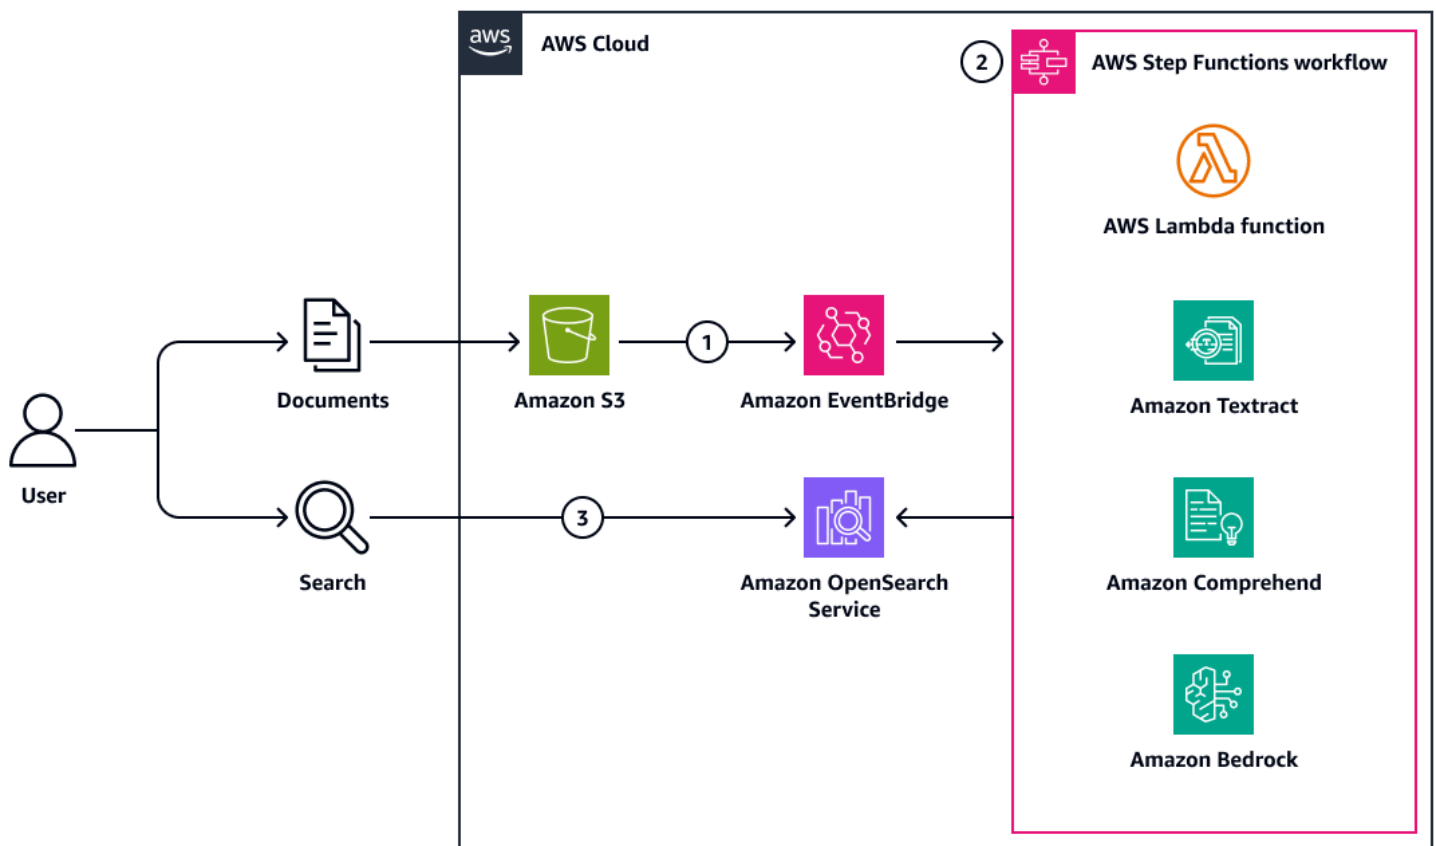 aws
AWS Cloud
2
AWS Step Functions workflow
AWS Lambda function
Documents
Amazon S3
1
Amazon EventBridge
Amazon Textract
User
Search
3
Amazon OpenSearch
Service
Amazon Comprehend
Amazon Bedrock